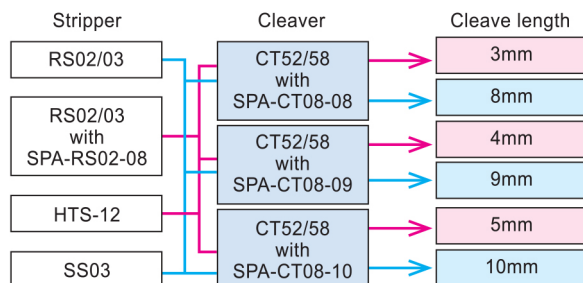 Stripper
Cleaver
Cleave length
RS02/03
RS02/03
with
SPA-RS02-08
HTS-12
SS03
CT52/58
with
SPA-CT08-08
CT52/58
with
SPA-CT08-09
CT52/58
with
SPA-CT08-10
3mm
8mm
4mm
9mm
5mm
10mm